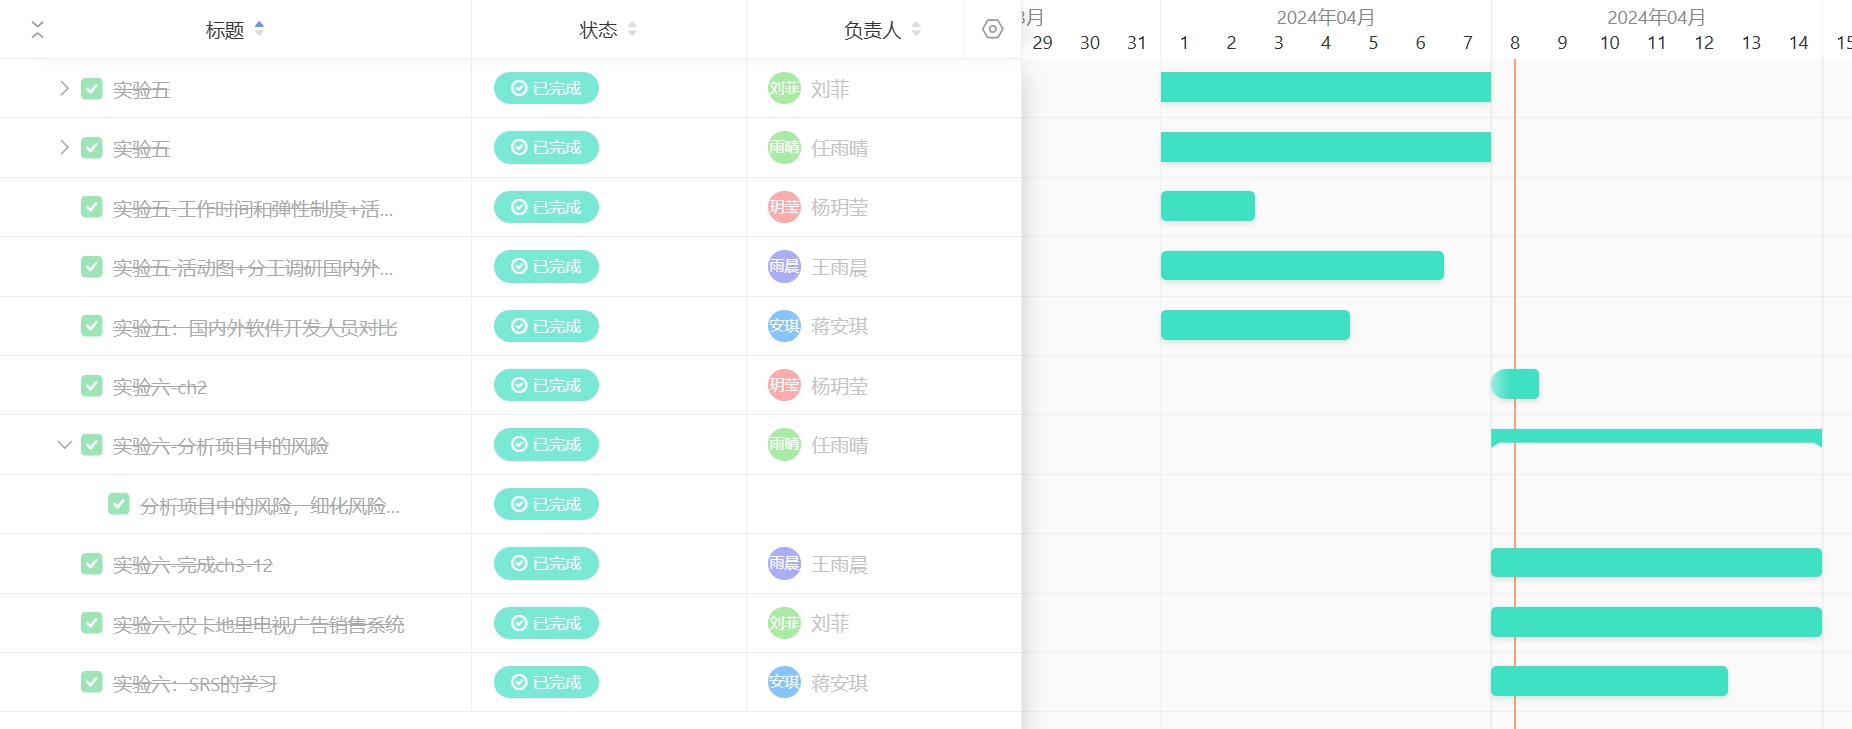 标题 状态 负责人
3月 2024年04月 2024年04月
29 30 31 1 2 3 4 5 6 7 8 9 10 11 12 13 14 15
实验五 已完成 刘菲 刘菲
实验五 已完成 雨晴 任雨晴
实验五-工作时间和弹性制度+活... 已完成 玥莹 杨玥莹
实验五-活动图+分工调研国内外... 已完成 雨晨 王雨晨
实验五：国内外软件开发人员对比 已完成 安琪 蒋安琪
实验六-ch2 已完成 玥莹 杨玥莹
实验六-分析项目中的风险 已完成 雨晴 任雨晴
分析项目中的风险，细化风险... 已完成
实验六-完成ch3-12 已完成 雨晨 王雨晨
实验六-皮卡地里电视广告销售系统 已完成 刘菲 刘菲
实验六：SRS的学习 已完成 安琪 蒋安琪